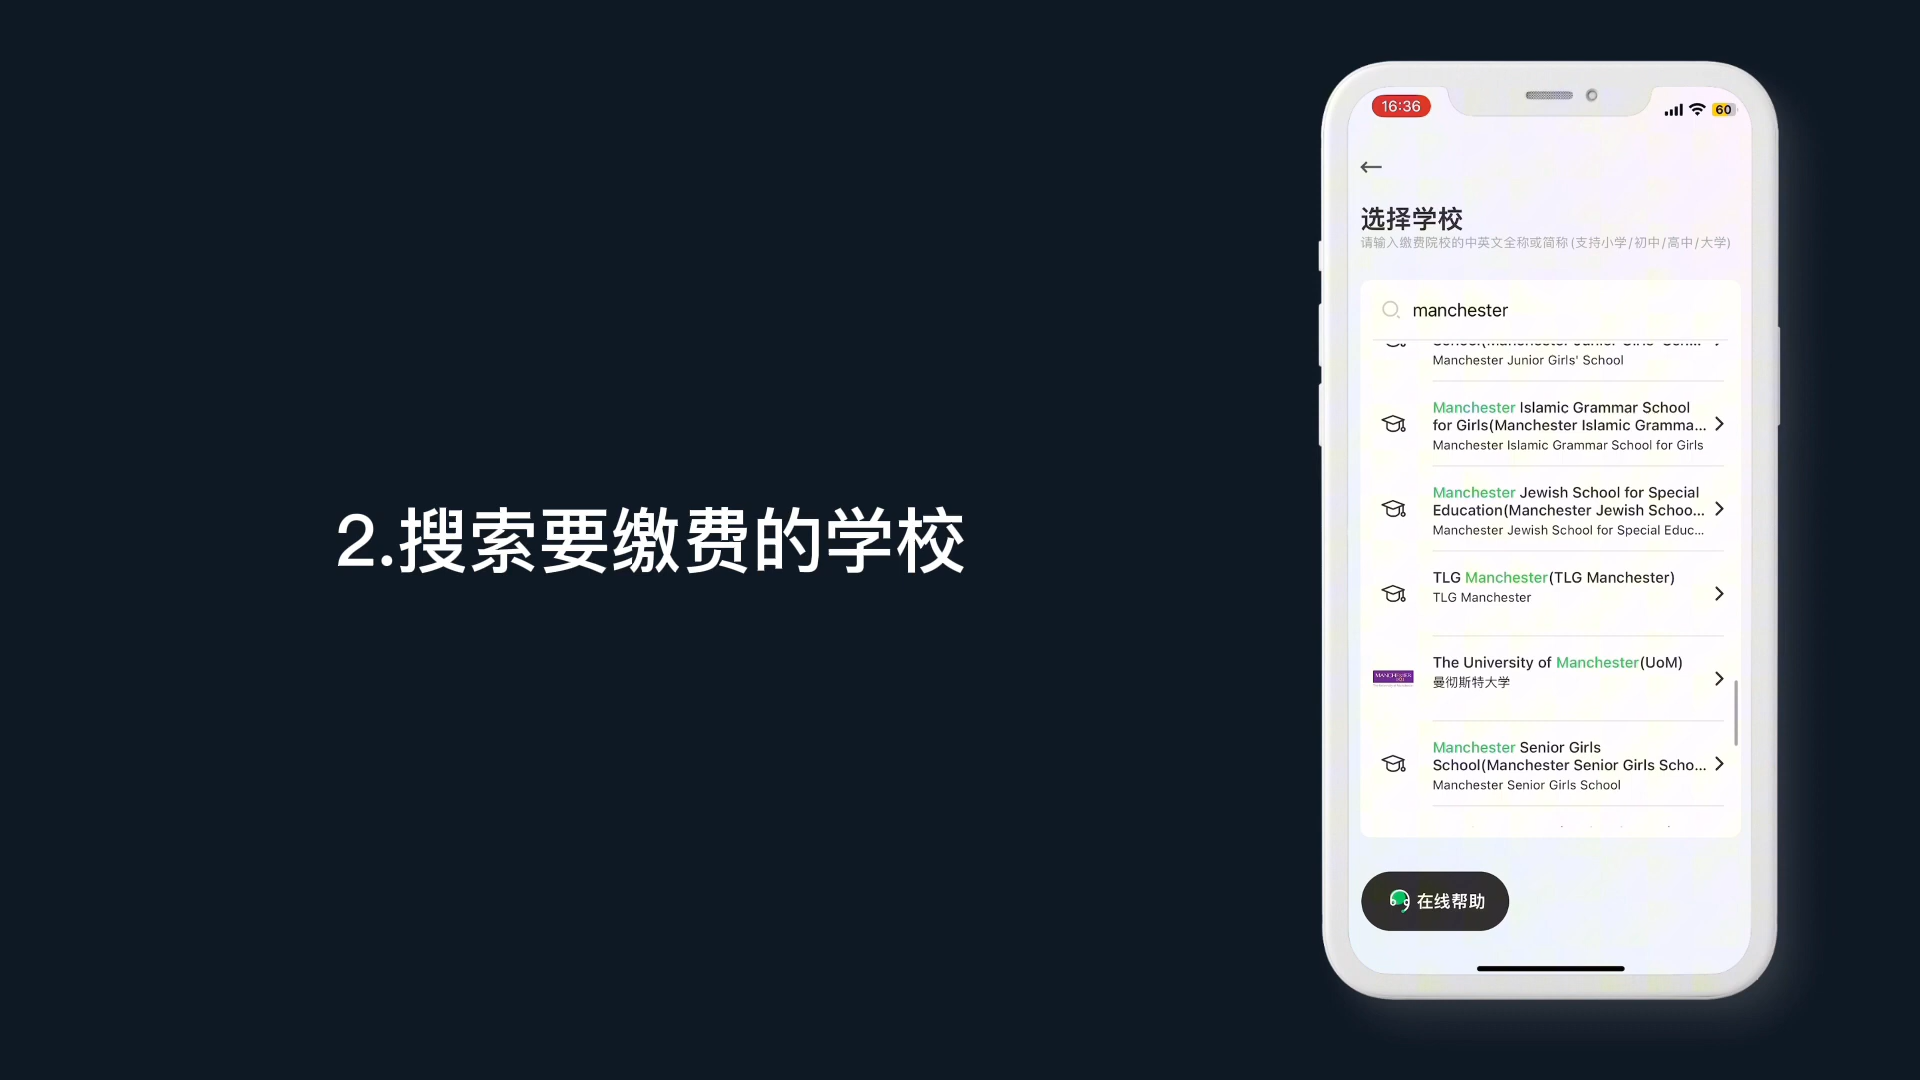 2.搜索要缴费的学校
16:36
60
选择学校
请输入缴费院校的中英文全称或简称(支持小学/初中/高中/大学)
manchester
Manchester Junior Girls' School
Manchester Islamic Grammar School
for Girls(Manchester Islamic Gramma...
Manchester Islamic Grammar School for Girls
Manchester Jewish School for Special
Education(Manchester Jewish Schoo...
Manchester Jewish School for Special Educ...
TLG Manchester(TLG Manchester)
TLG Manchester
The University of Manchester(UoM)
MANCHESTER
曼彻斯特大学
Manchester Senior Girls
School(Manchester Senior Girls Scho...
Manchester Senior Girls School
在线帮助